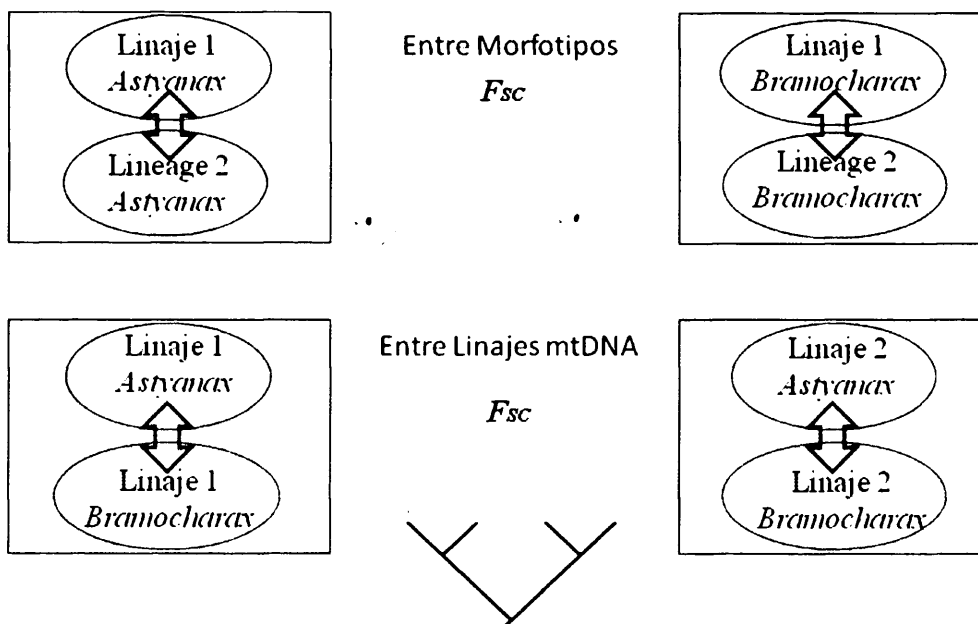 Linaje 1
Astyanax
Lineage 2
Astyanax
Entre Morfotipos
Fsc
Linaje 1
Bramocharax
Lineage 2
Bramocharax
Linaje 1
Astyanax
Linaje 1
Bramocharax
Entre Linajes mtDNA
Fsc
Linaje 2
Astyanax
Linaje 2
Bramocharax